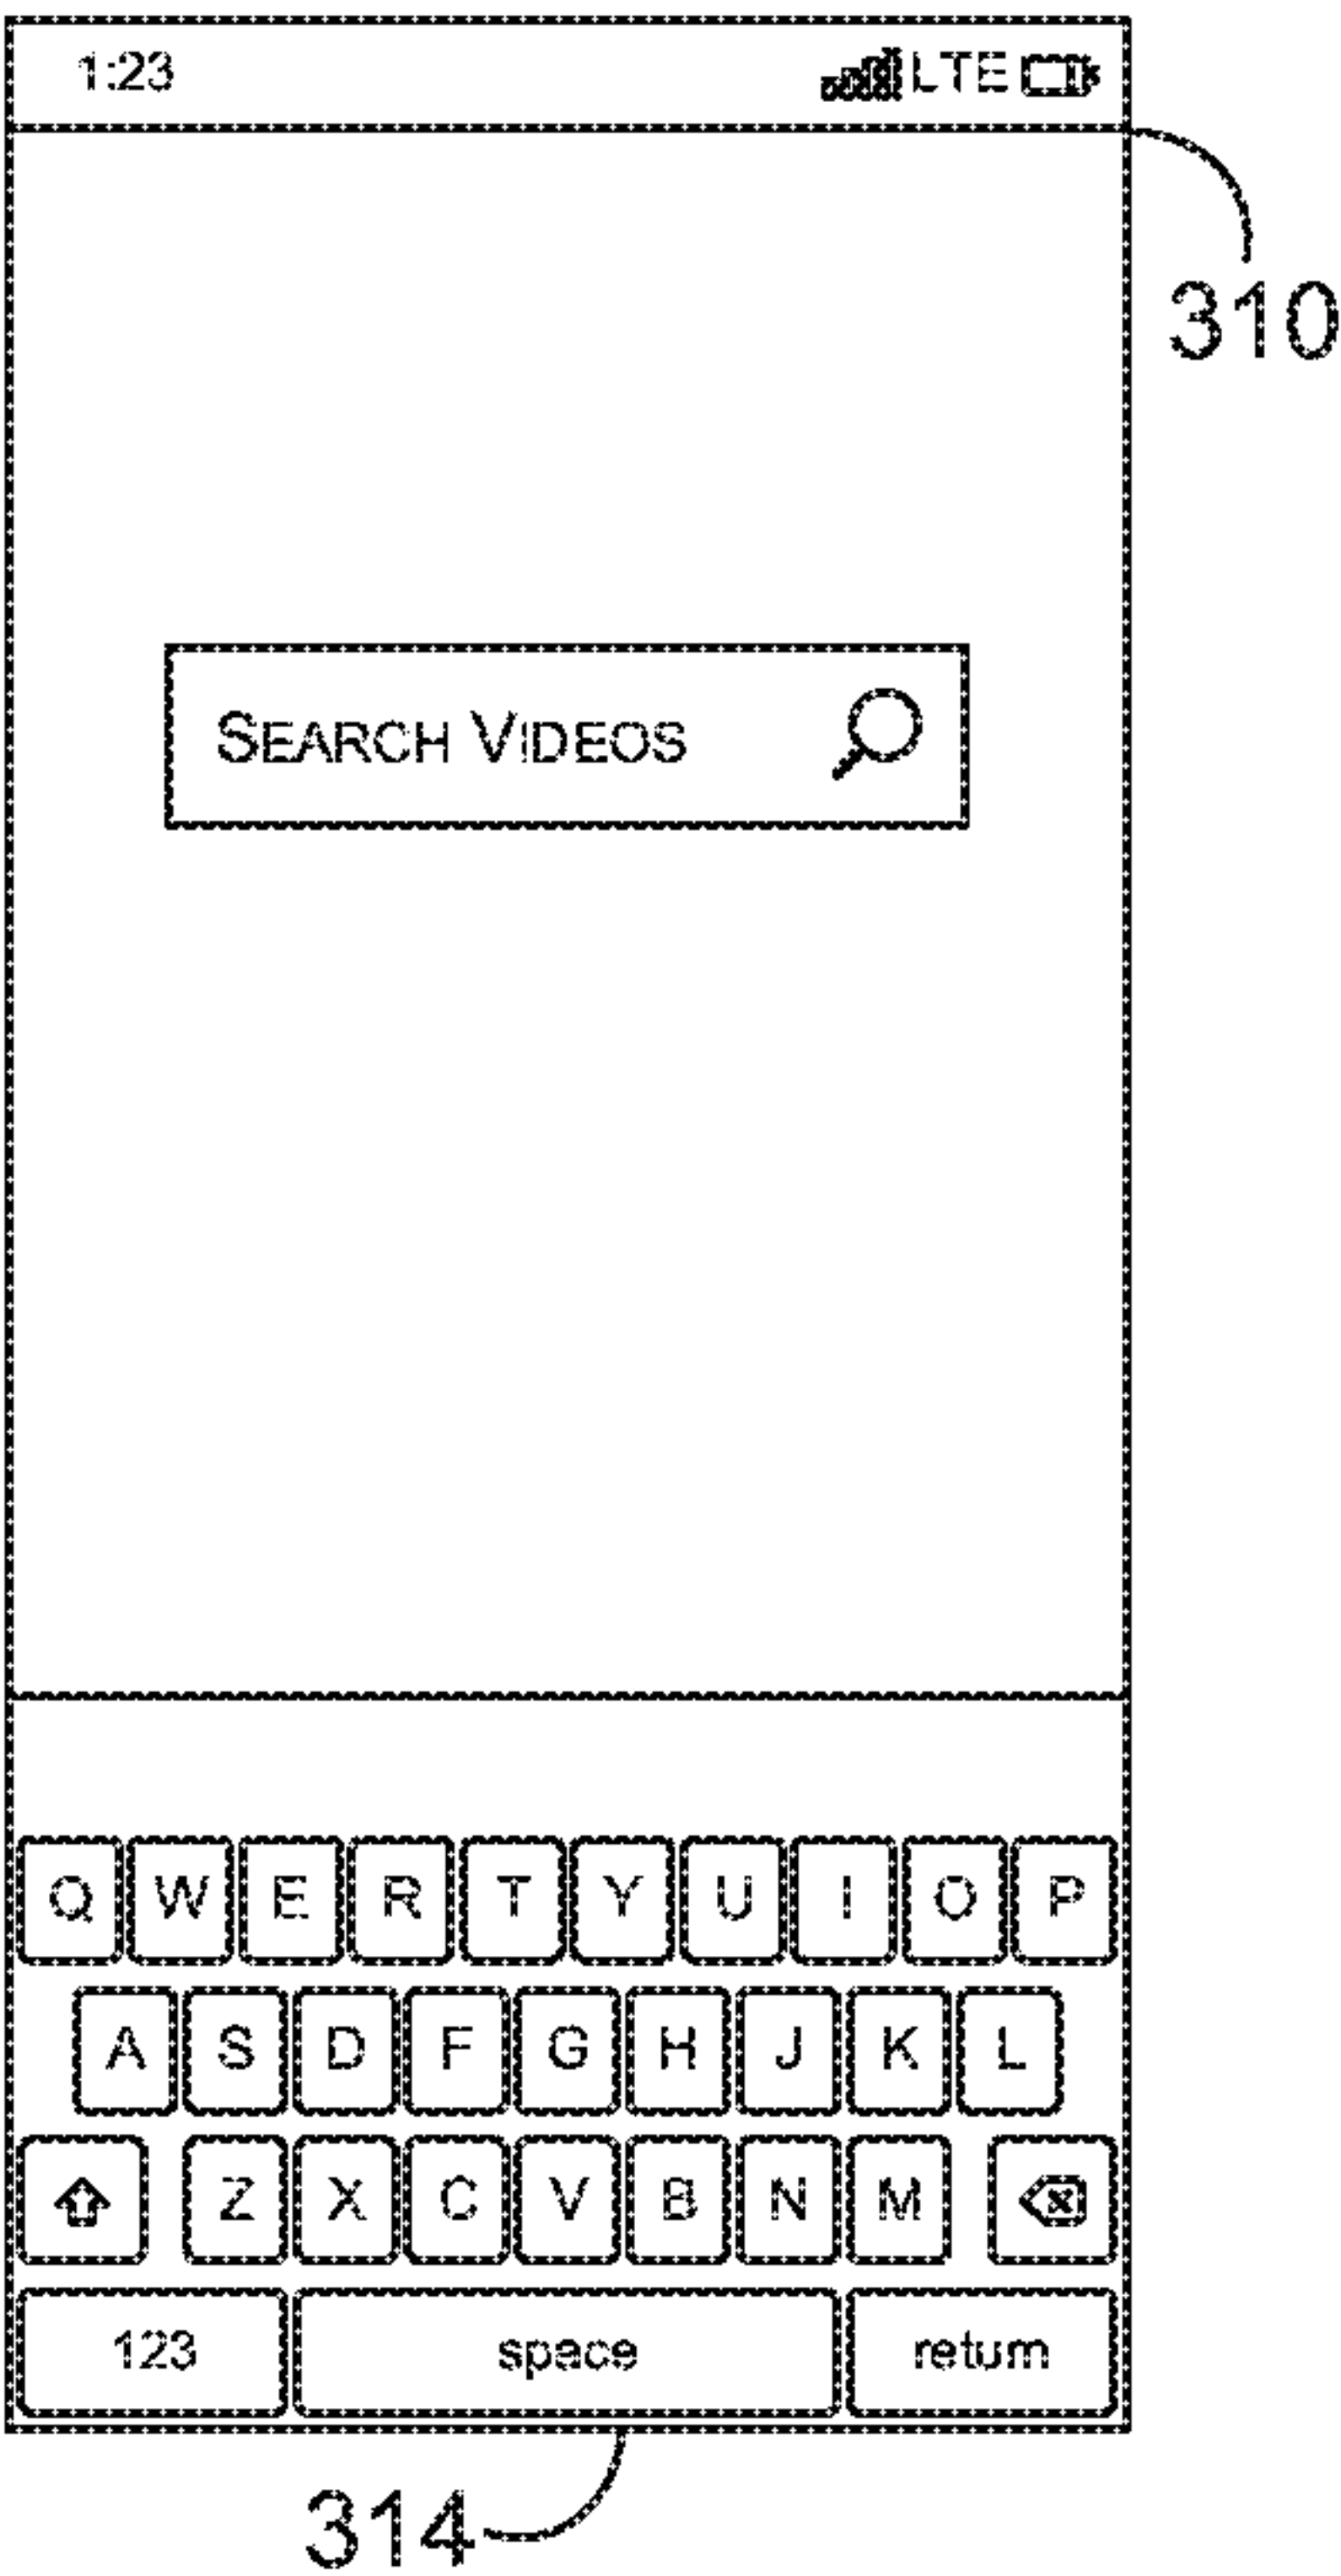 1:23 LTE
310
SEARCH VIDEOS
Q W E R T Y U I O P
A S D F G H J K L
Z X C V B N M
123 space return
314